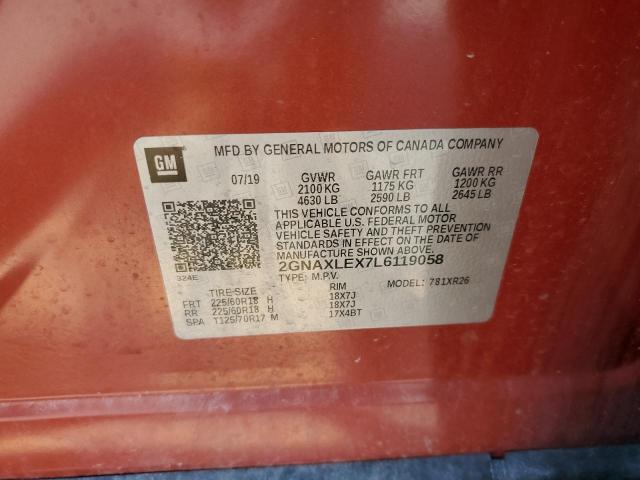 GM
MFD BY GENERAL MOTORS OF CANADA COMPANY
07/19 GVWR GAWR FRT GAWR RR
2100 KG 1175 KG 1200 KG
4630 LB 2590 LB 2645 LB
THIS VEHICLE CONFORMS TO ALL
APPLICABLE U.S. FEDERAL MOTOR
VEHICLE SAFETY AND THEFT PREVENTION
STANDARDS IN EFFECT ON THE DATE OF
MANUFACTURE SHOWN ABOVE.
2GNAXLEX7L6119058
324E
TYPE: M.P.V. MODEL: 781XR26
TIRE SIZE RIM
FRT 225/60R18 H 18X7J
RR 225/60R18 H 18X7J
SPA T125/70R17 M 17X4BT